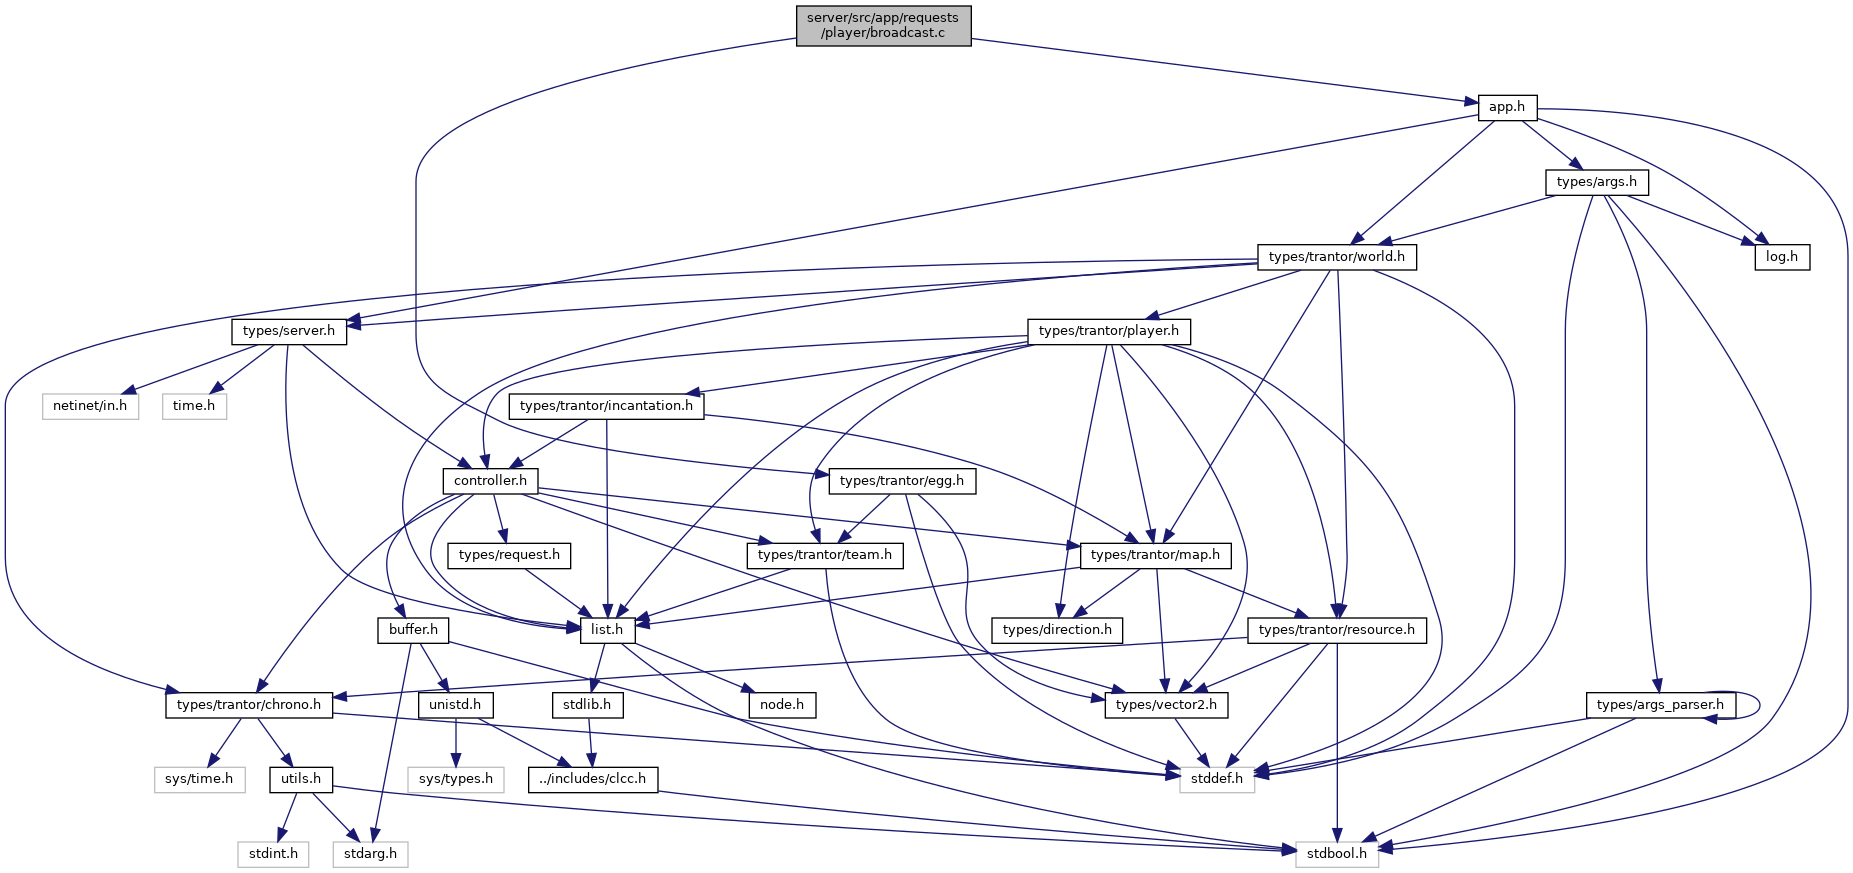 server/src/app/requests
/player/broadcast.c
app.h
types/args.h
types/trantor/world.h
log.h
types/server.h
types/trantor/player.h
netinet/in.h
time.h
types/trantor/incantation.h
controller.h
types/trantor/egg.h
types/request.h
types/trantor/team.h
types/trantor/map.h
buffer.h
list.h
types/direction.h
types/trantor/resource.h
types/trantor/chrono.h
unistd.h
stdlib.h
node.h
types/vector2.h
types/args_parser.h
sys/time.h
utils.h
sys/types.h
../includes/clcc.h
stddef.h
stdint.h
stdarg.h
stdbool.h